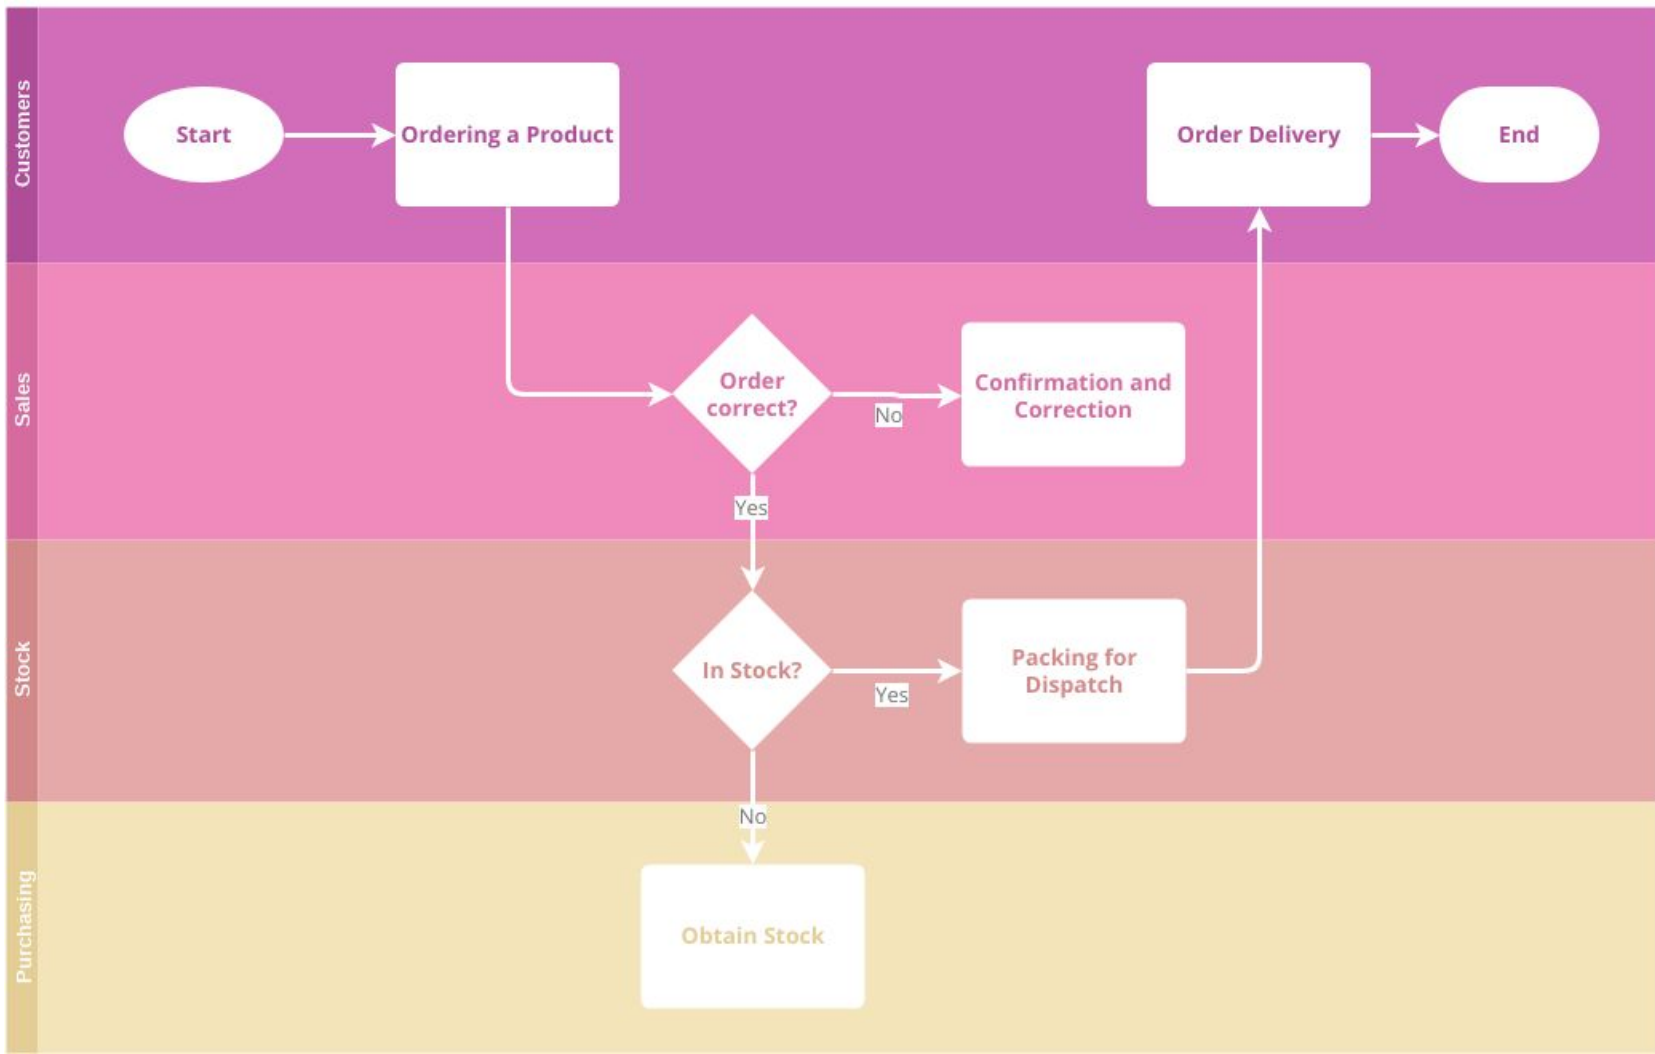 Customers
Start
Ordering a Product
Order Delivery
End
Sales
Order
correct?
No
Confirmation and
Correction
Yes
Stock
In Stock?
Yes
Packing for
Dispatch
No
Purchasing
Obtain Stock